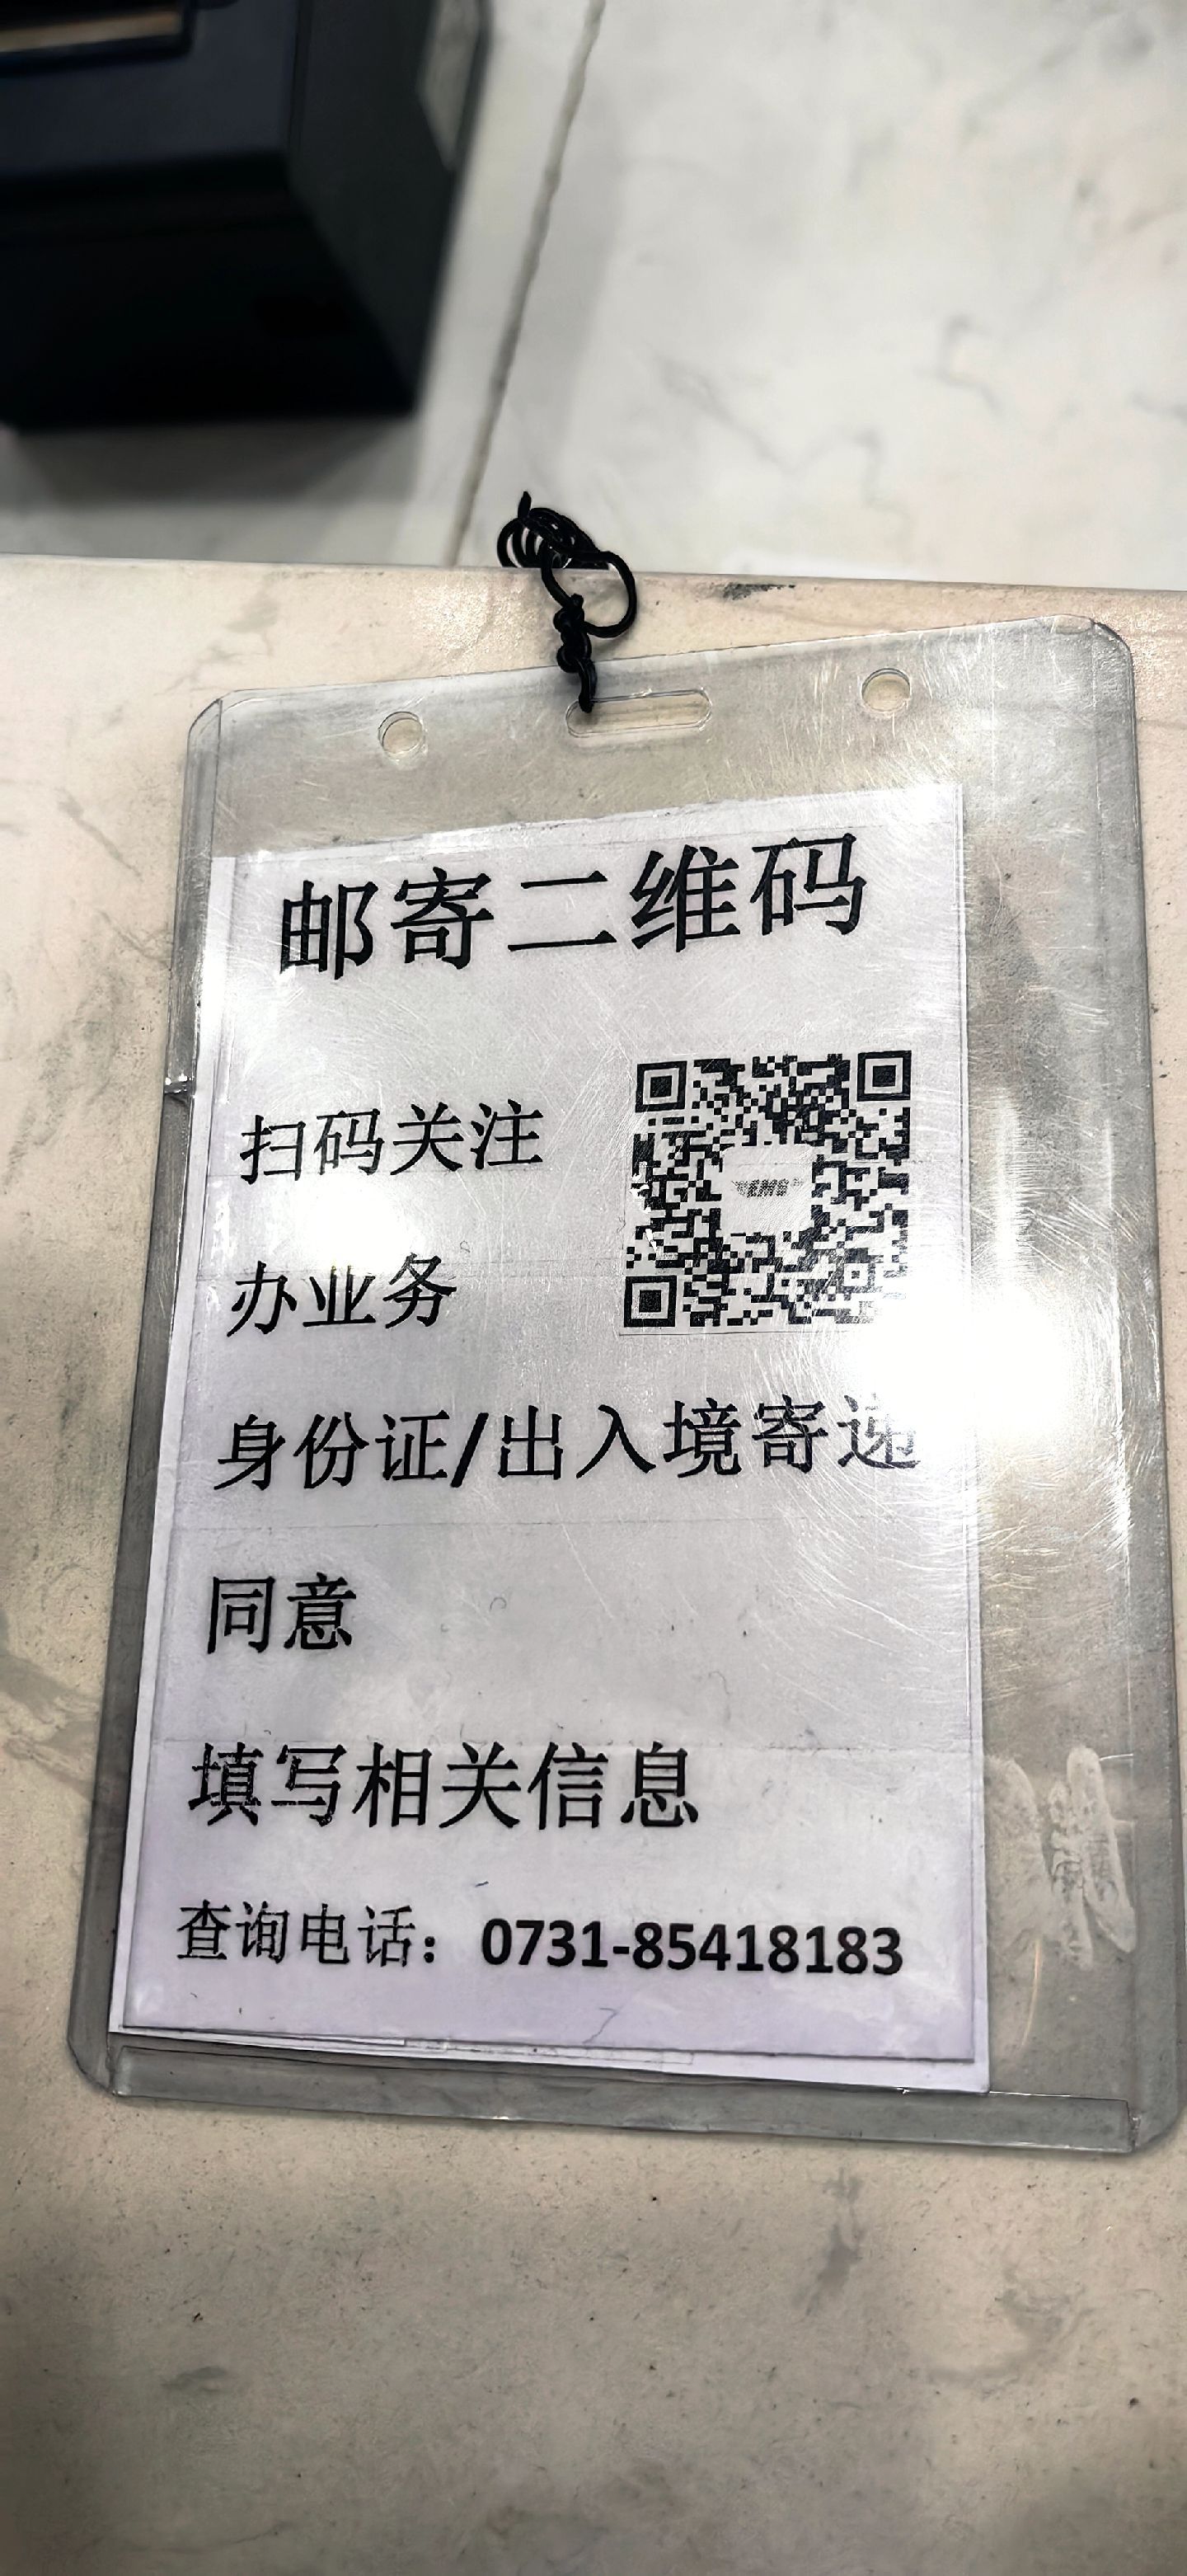 邮寄二维码
扫码关注
EMS
办业务
身份证/出入境寄递
同意
填写相关信息
查询电话：0731-85418183